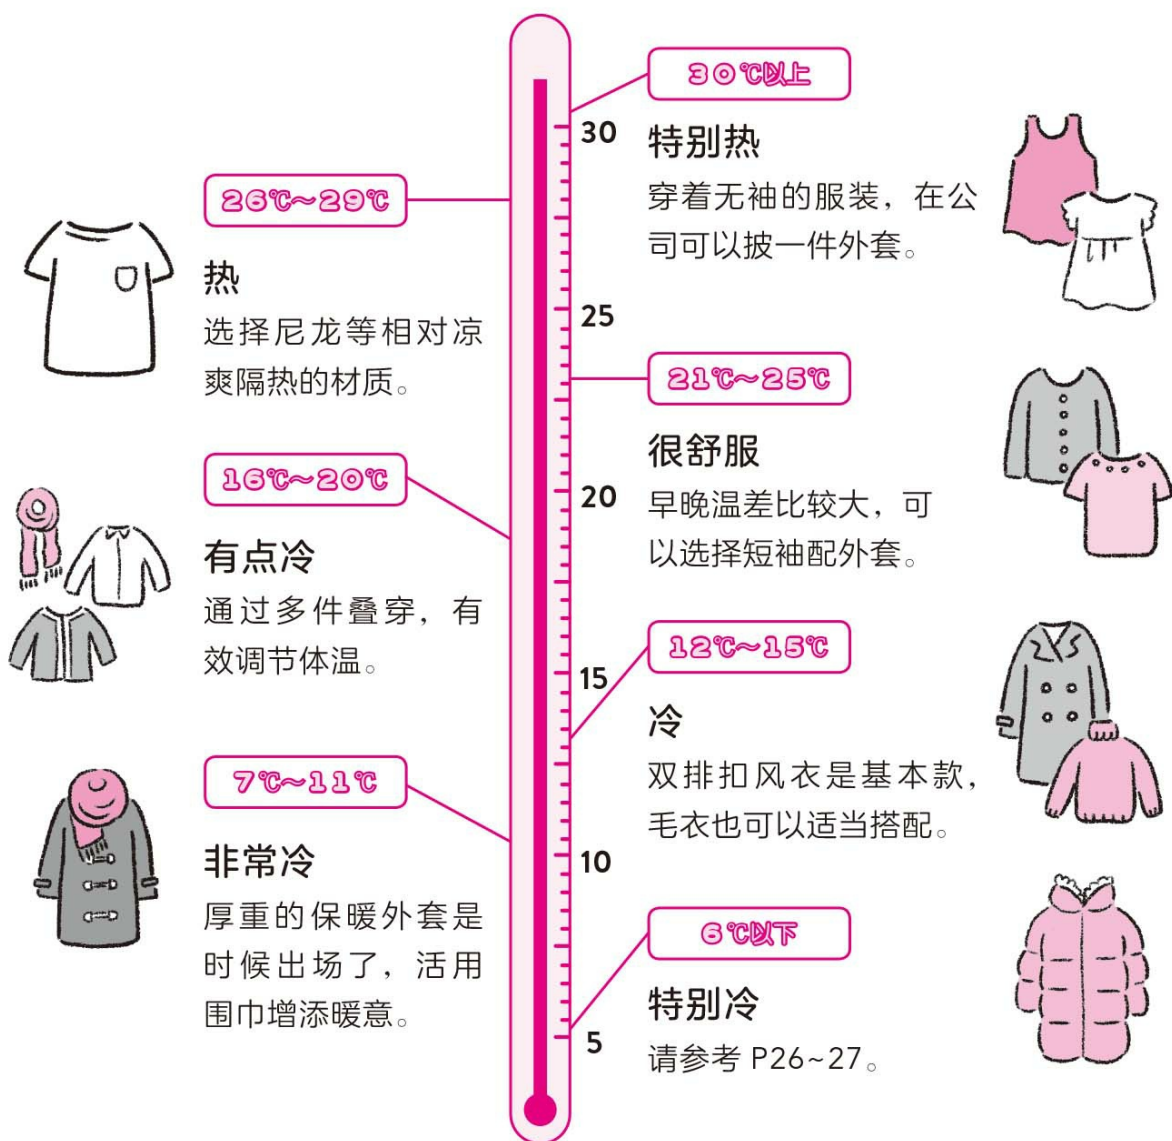 30℃以上
特别热
穿着无袖的服装，在公
司可以披一件外套。
26℃～29℃
热
选择尼龙等相对凉
爽隔热的材质。
21℃～25℃
很舒服
早晚温差比较大，可
以选择短袖配外套。
16℃～20℃
有点冷
通过多件叠穿，有
效调节体温。
12℃～15℃
冷
双排扣风衣是基本款，
毛衣也可以适当搭配。
7℃～11℃
非常冷
厚重的保暖外套是
时候出场了，活用
围巾增添暖意。
6℃以下
特别冷
请参考 P26~27。
30
25
20
15
10
5